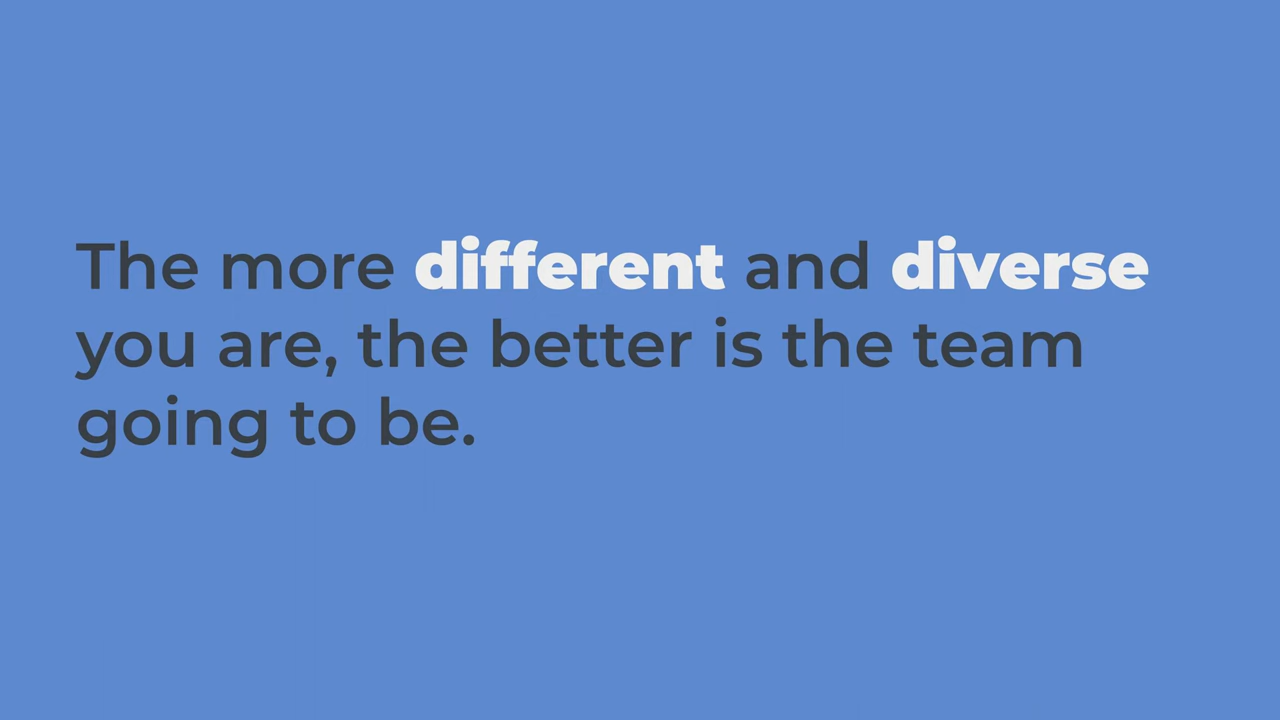 The more different and diverse
you are, the better is the team
going to be.